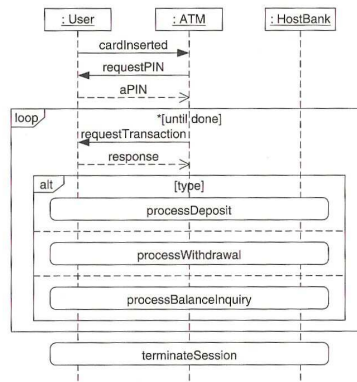 : User : ATM : HostBank
cardInserted
requestPIN
aPIN
loop *[until done]
requestTransaction
response
alt [type]
processDeposit
processWithdrawal
processBalanceInquiry
terminateSession